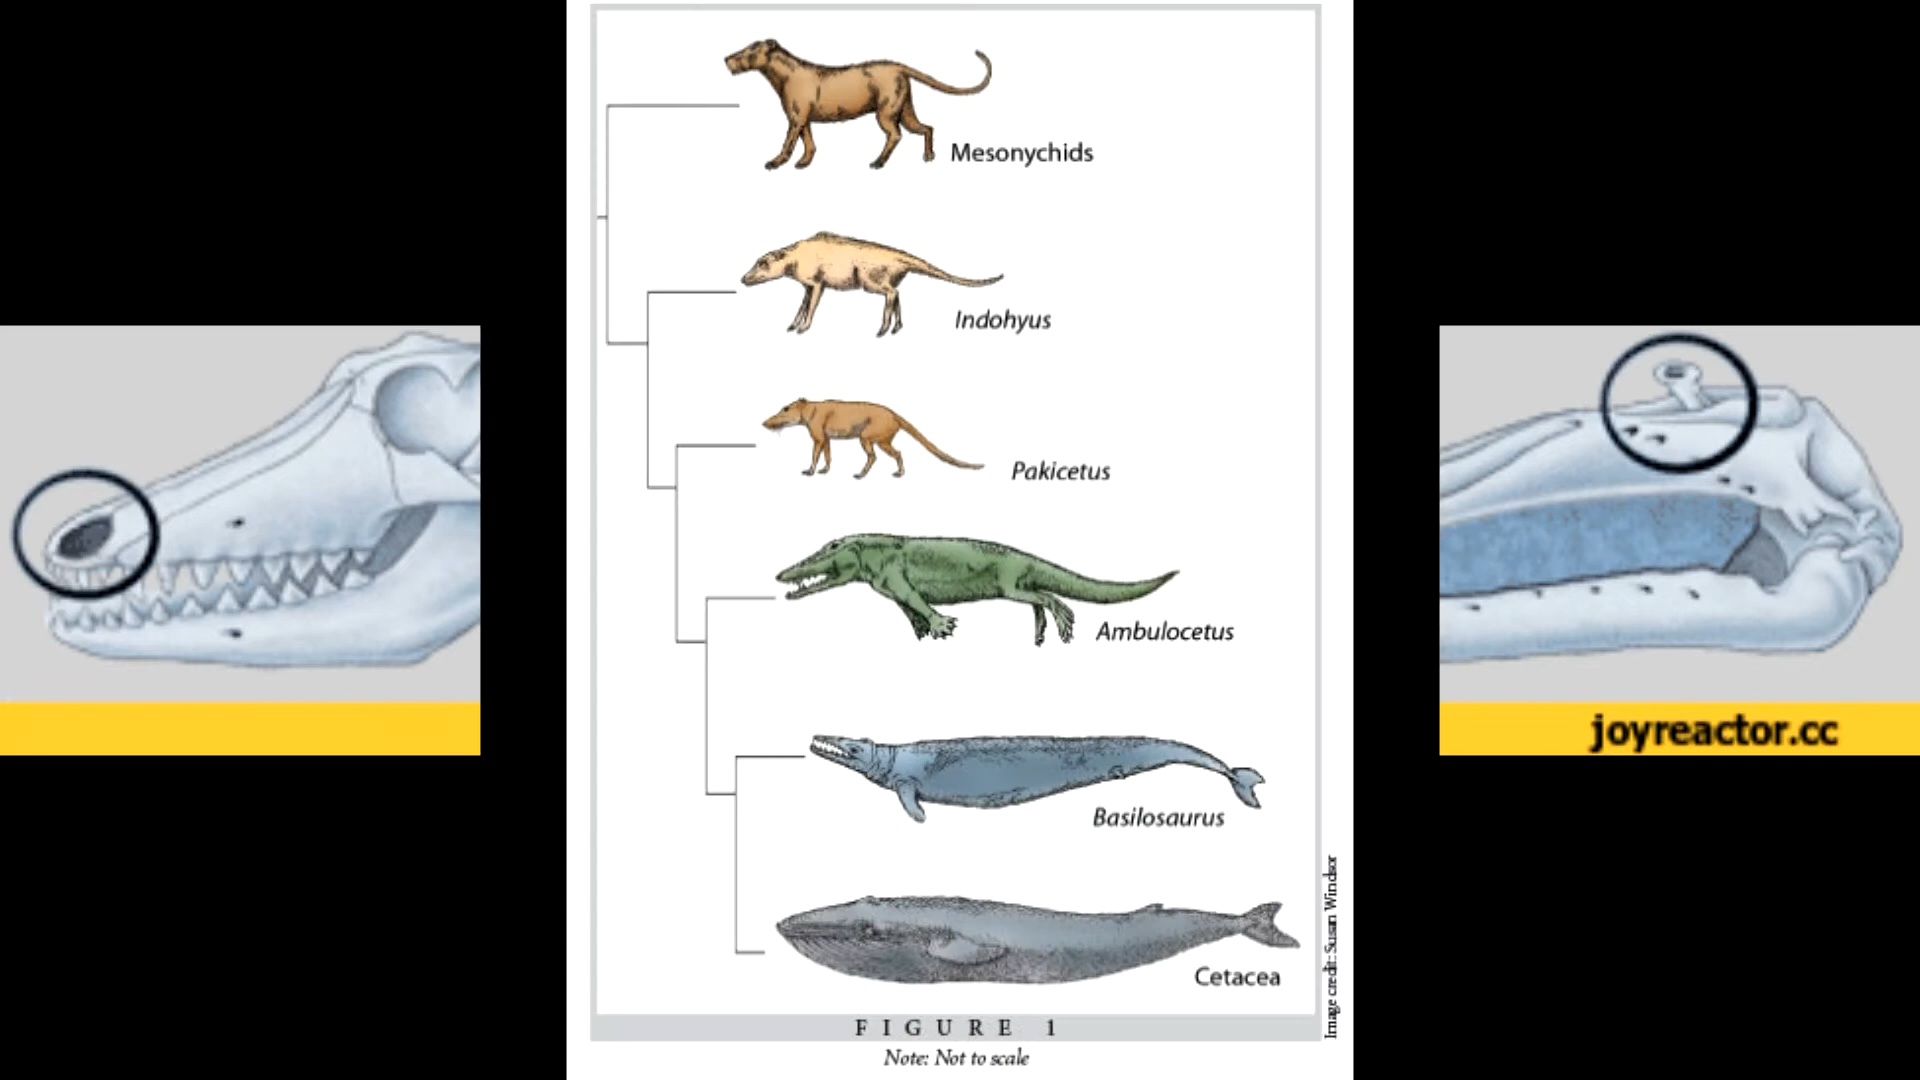 Mesonychids
Indohyus
Pakicetus
Ambulocetus
Basilosaurus
Cetacea
Image credit: Susan Windsor
FIGURE 1
Note: Not to scale
joyreactor.cc